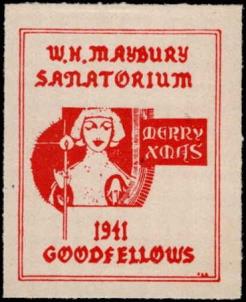 W.H. MAYBURY
SANATORIUM
MERRY
XMAS
1941
GOODFELLOWS